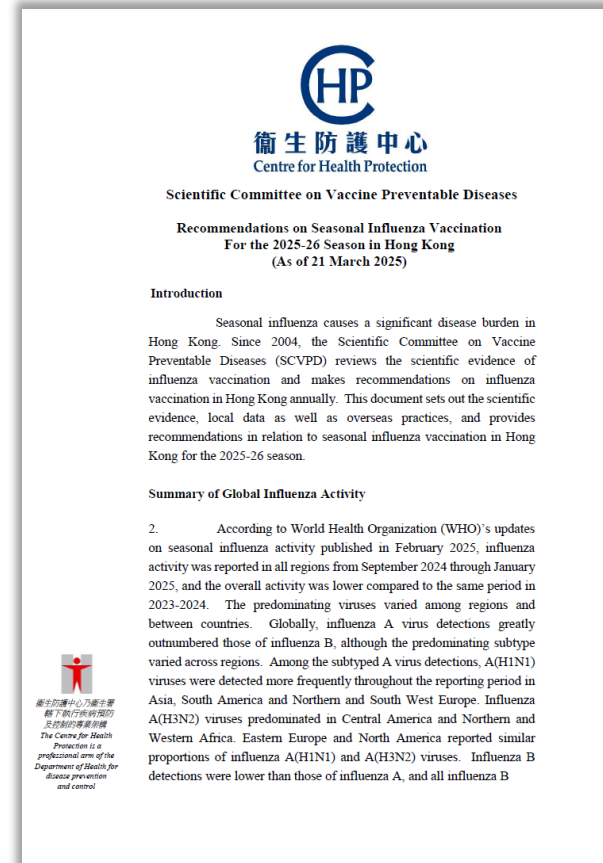 CHP
衞生防護中心
Centre for Health Protection
Scientific Committee on Vaccine Preventable Diseases
Recommendations on Seasonal Influenza Vaccination
For the 2025-26 Season in Hong Kong
(As of 21 March 2025)
Introduction
Seasonal influenza causes a significant disease burden in
Hong Kong. Since 2004, the Scientific Committee on Vaccine
Preventable Diseases (SCVPD) reviews the scientific evidence of
influenza vaccination and makes recommendations on influenza
vaccination in Hong Kong annually. This document sets out the scientific
evidence, local data as well as overseas practices, and provides
recommendations in relation to seasonal influenza vaccination in Hong
Kong for the 2025-26 season.
Summary of Global Influenza Activity
2. According to World Health Organization (WHO)'s updates
on seasonal influenza activity published in February 2025, influenza
activity was reported in all regions from September 2024 through January
2025, and the overall activity was lower compared to the same period in
2023-2024. The predominating viruses varied among regions and
between countries. Globally, influenza A virus detections greatly
outnumbered those of influenza B, although the predominating subtype
varied across regions. Among the subtyped A virus detections, A(H1N1)
viruses were detected more frequently throughout the reporting period in
Asia, South America and Northern and South West Europe. Influenza
A(H3N2) viruses predominated in Central America and Northern and
Western Africa. Eastern Europe and North America reported similar
proportions of influenza A(H1N1) and A(H3N2) viruses. Influenza B
detections were lower than those of influenza A, and all influenza B
衞生防護中心乃衞生署
轄下執行疾病預防
及控制的專業架構
The Centre for Health
Protection is a
professional arm of the
Department of Health for
disease prevention
and control